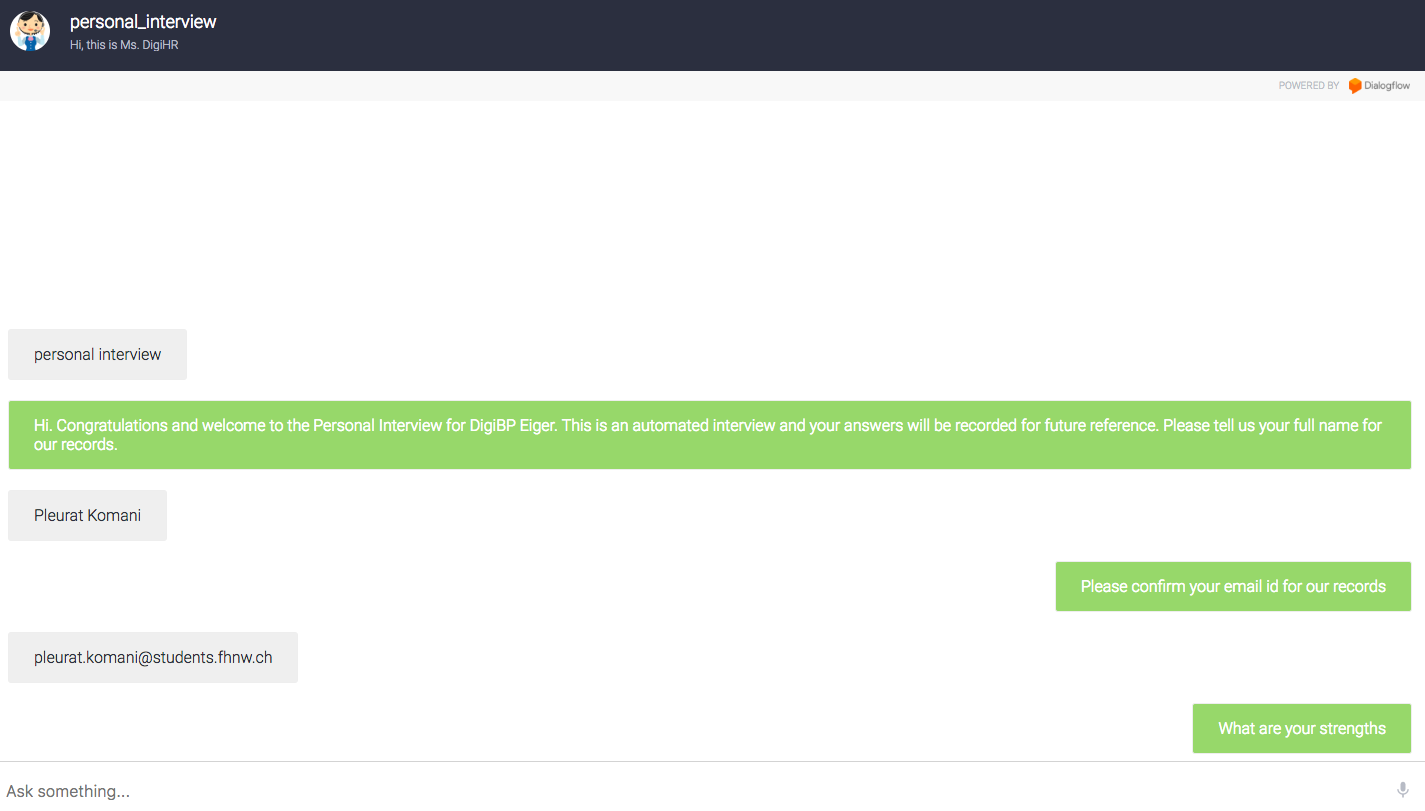 personal_interview
Hi, this is Ms. DigiHR
POWERED BY Dialogflow
personal interview
Hi. Congratulations and welcome to the Personal Interview for DigiBP Eiger. This is an automated interview and your answers will be recorded for future reference. Please tell us your full name for
our records.
Pleurat Komani
Please confirm your email id for our records
pleurat.komani@students.fhnw.ch
What are your strengths
Ask something...